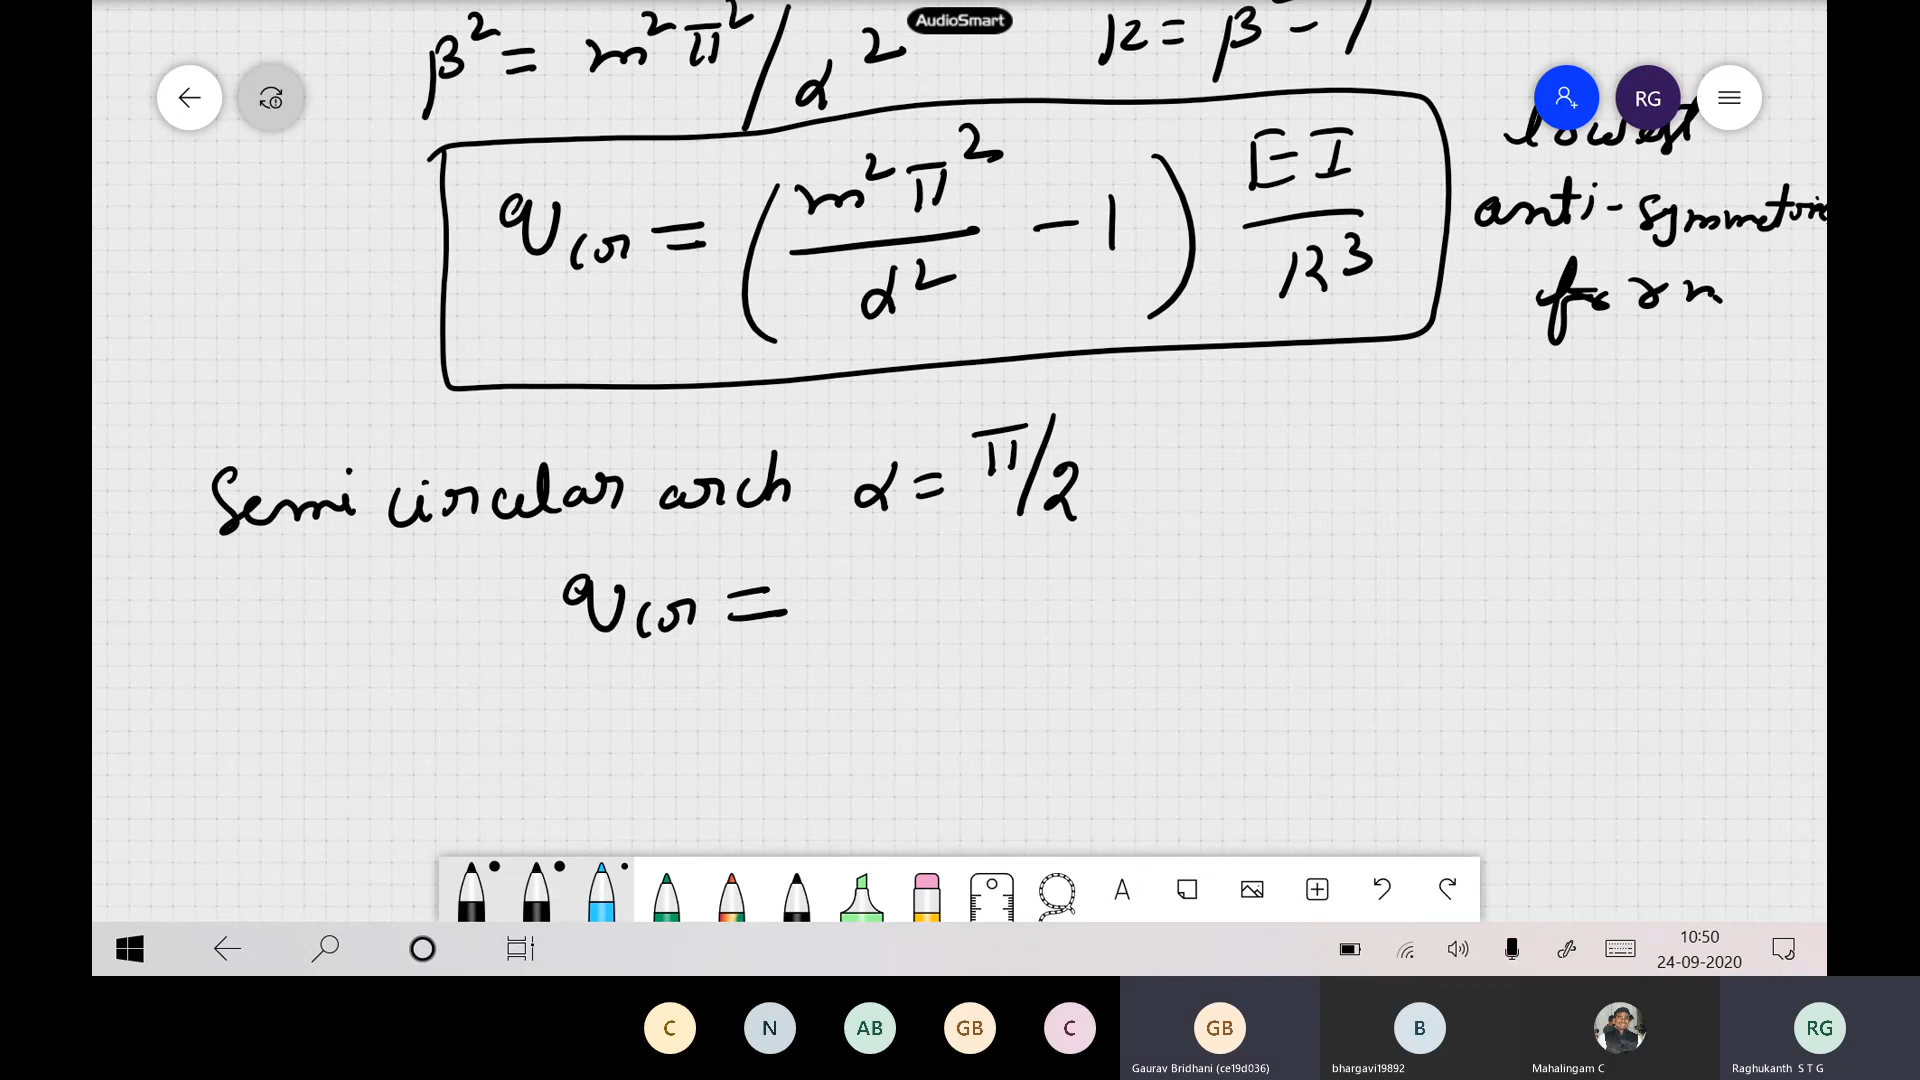 AudioSmart
β² = m²π²/α² k = β² - 1
RG
lowest
q_cr = (m²π²/α² - 1) EI/R³
anti-symmetric
form
Semi circular arch α = π/2
q_cr =
A
10:50
24-09-2020
C N AB GB C GB B RG
Gaurav Bridhani (ce19d036) bhargavi19892 Mahalingam C Raghukanth S T G